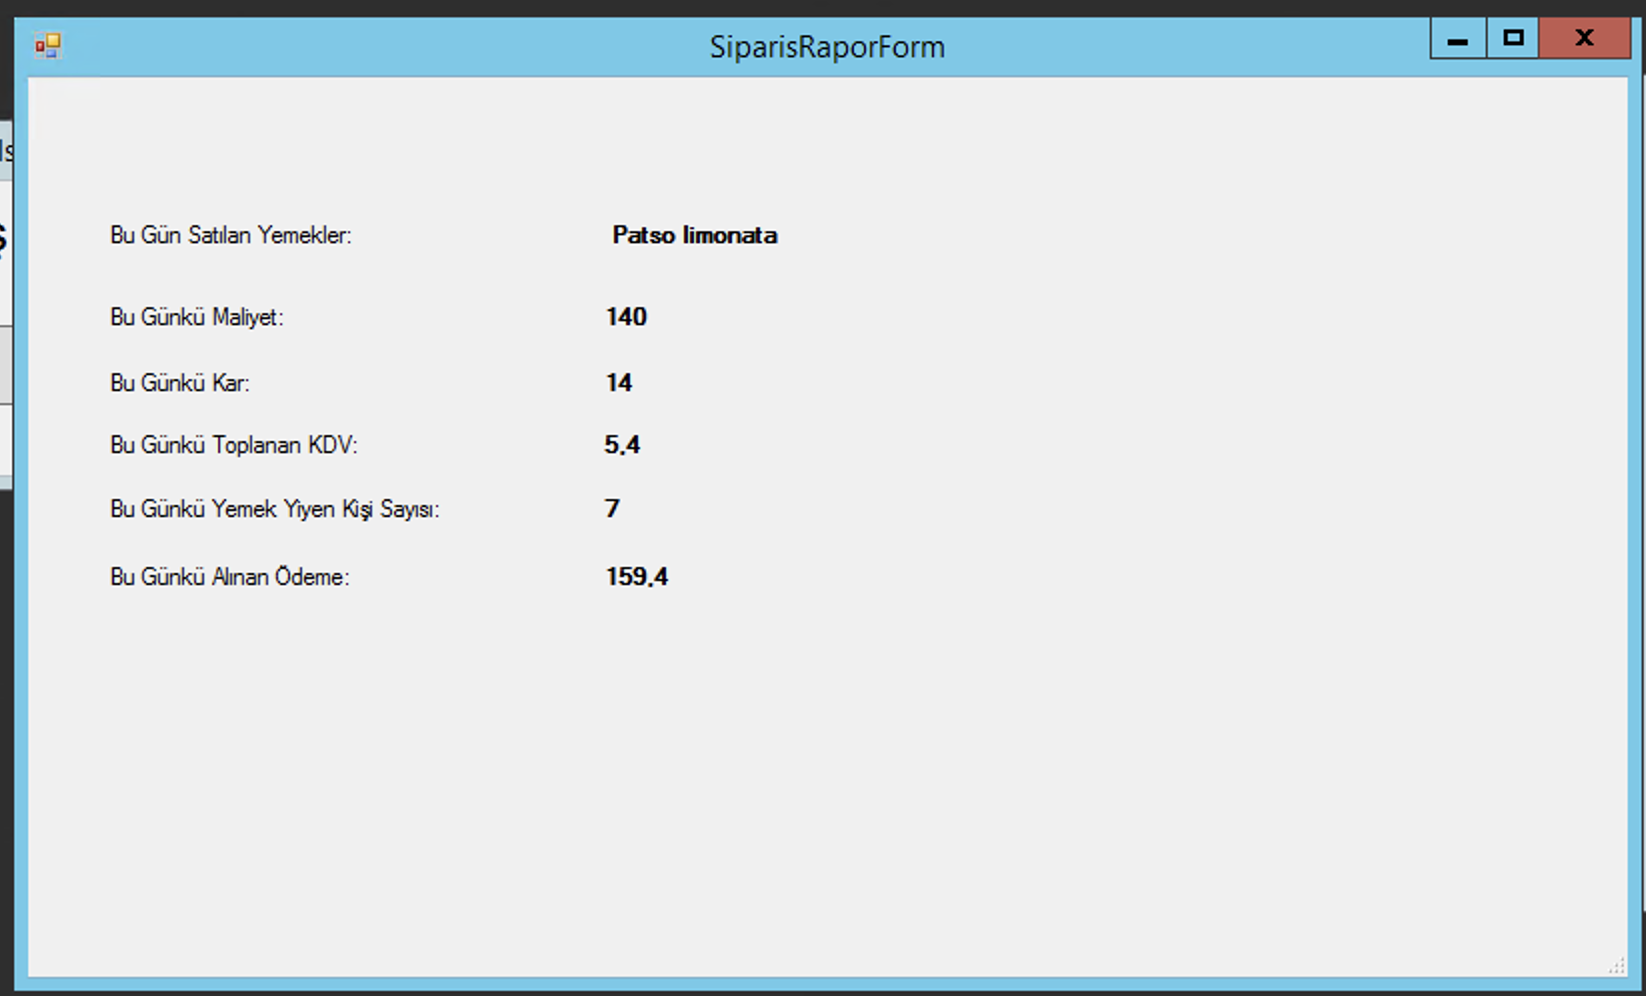 SiparisRaporForm
Bu Gün Satılan Yemekler: Patso limonata
Bu Günkü Maliyet: 140
Bu Günkü Kar: 14
Bu Günkü Toplanan KDV: 5,4
Bu Günkü Yemek Yiyen Kişi Sayısı: 7
Bu Günkü Alınan Ödeme: 159,4